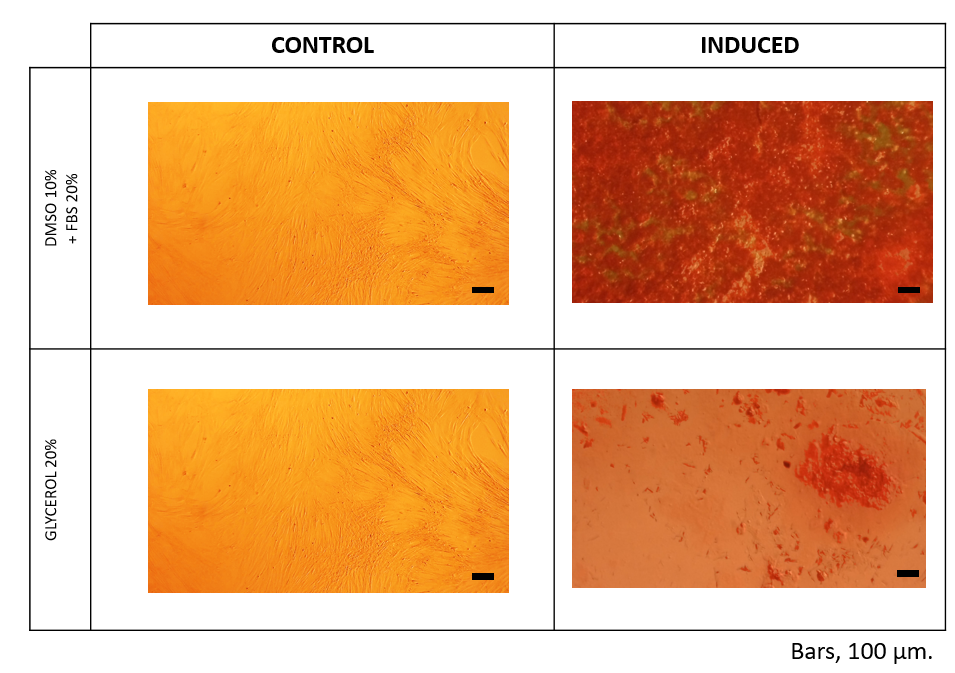 CONTROL
INDUCED
DMSO 10%
+ FBS 20%
GLYCEROL 20%
Bars, 100 μm.